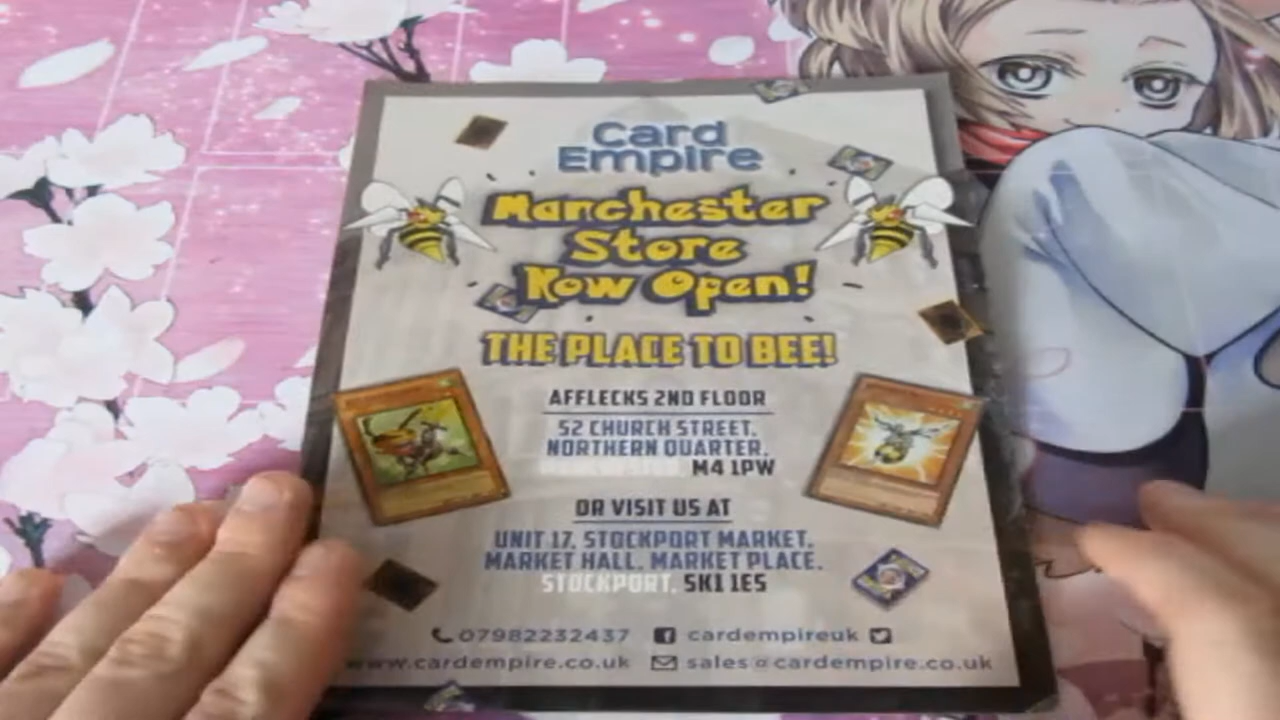 Card
Empire
Manchester
Store
Now Open!
THE PLACE TO BEE!
AFFLECKS 2ND FLOOR
52 CHURCH STREET,
NORTHERN QUARTER,
MANCHESTER, M4 1PW
OR VISIT US AT
UNIT 17, STOCKPORT MARKET,
MARKET HALL, MARKET PLACE,
STOCKPORT, SK1 1ES
07982232437 cardempireuk
www.cardempire.co.uk sales@cardempire.co.uk